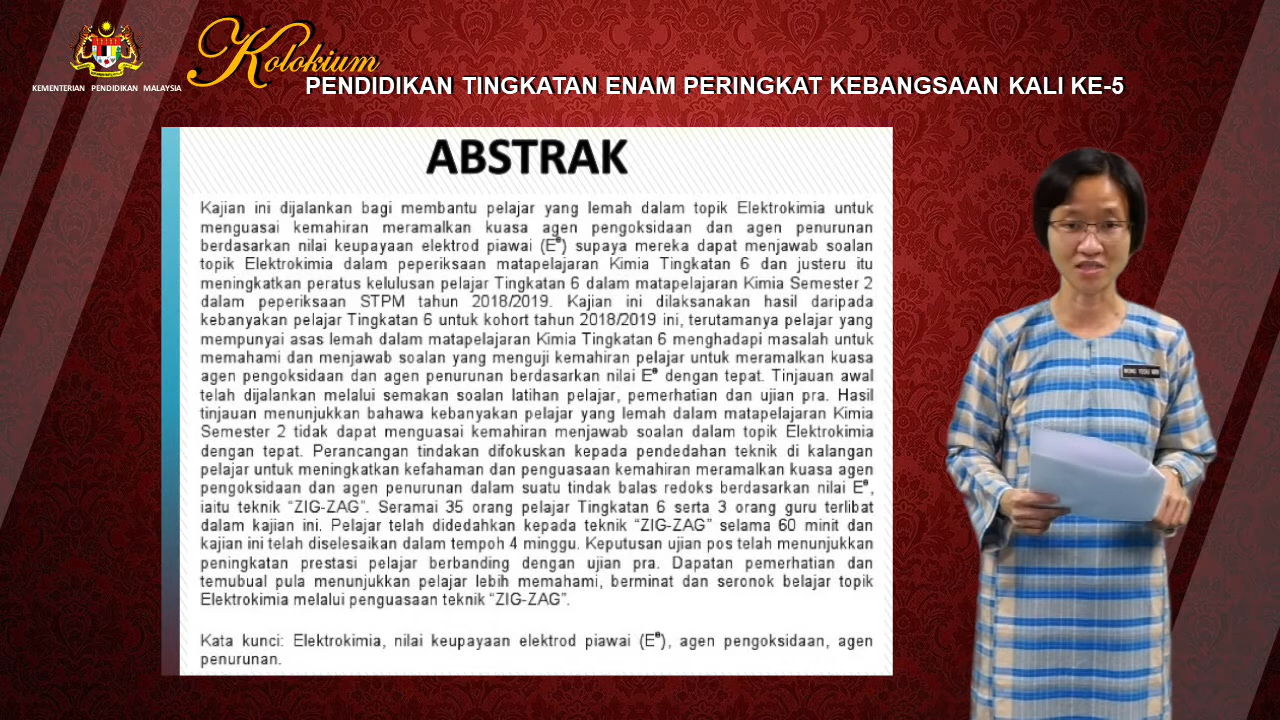 KEMENTERIAN PENDIDIKAN MALAYSIA
Kolokium
PENDIDIKAN TINGKATAN ENAM PERINGKAT KEBANGSAAN KALI KE-5
ABSTRAK
Kajian ini dijalankan bagi membantu pelajar yang lemah dalam topik Elektrokimia untuk
menguasai kemahiran meramalkan kuasa agen pengoksidaan dan agen penurunan
berdasarkan nilai keupayaan elektrod piawai (E°) supaya mereka dapat menjawab soalan
topik Elektrokimia dalam peperiksaan matapelajaran Kimia Tingkatan 6 dan justeru itu
meningkatkan peratus kelulusan pelajar Tingkatan 6 dalam matapelajaran Kimia Semester 2
dalam peperiksaan STPM tahun 2018/2019. Kajian ini dilaksanakan hasil daripada
kebanyakan pelajar Tingkatan 6 untuk kohort tahun 2018/2019 ini, terutamanya pelajar yang
mempunyai asas lemah dalam matapelajaran Kimia Tingkatan 6 menghadapi masalah untuk
memahami dan menjawab soalan yang menguji kemahiran pelajar untuk meramalkan kuasa
agen pengoksidaan dan agen penurunan berdasarkan nilai E° dengan tepat. Tinjauan awal
telah dijalankan melalui semakan soalan latihan pelajar, pemerhatian dan ujian pra. Hasil
tinjauan menunjukkan bahawa kebanyakan pelajar yang lemah dalam matapelajaran Kimia
Semester 2 tidak dapat menguasai kemahiran menjawab soalan dalam topik Elektrokimia
dengan tepat. Perancangan tindakan difokuskan kepada pendedahan teknik di kalangan
pelajar untuk meningkatkan kefahaman dan penguasaan kemahiran meramalkan kuasa agen
pengoksidaan dan agen penurunan dalam suatu tindak balas redoks berdasarkan nilai E°,
iaitu teknik “ZIG-ZAG”. Seramai 35 orang pelajar Tingkatan 6 serta 3 orang guru terlibat
dalam kajian ini. Pelajar telah didedahkan kepada teknik “ZIG-ZAG” selama 60 minit dan
kajian ini telah diselesaikan dalam tempoh 4 minggu. Keputusan ujian pos telah menunjukkan
peningkatan prestasi pelajar berbanding dengan ujian pra. Dapatan pemerhatian dan
temubual pula menunjukkan pelajar lebih memahami, berminat dan seronok belajar topik
Elektrokimia melalui penguasaan teknik “ZIG-ZAG”.
Kata kunci: Elektrokimia, nilai keupayaan elektrod piawai (E°), agen pengoksidaan, agen
penurunan.